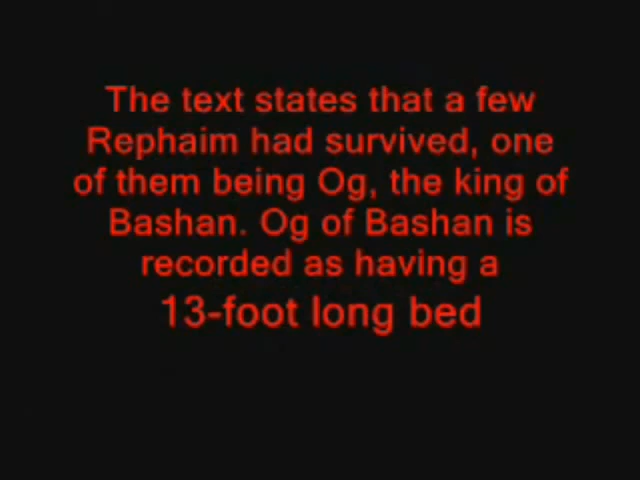 The text states that a few
Rephaim had survived, one
of them being Og, the king of
Bashan. Og of Bashan is
recorded as having a
13-foot long bed